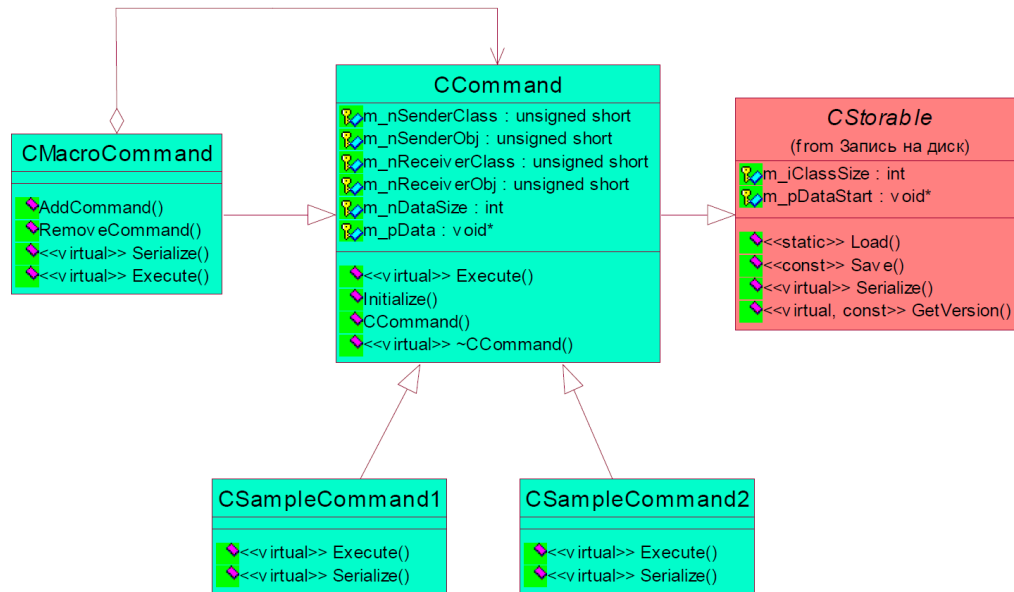 CCommand
m_nSenderClass : unsigned short
m_nSenderObj : unsigned short
m_nReceiverClass : unsigned short
m_nReceiverObj : unsigned short
m_nDataSize : int
m_pData : void*
<<virtual>> Execute()
Initialize()
CCommand()
<<virtual>> ~CCommand()
CMacroCommand
AddCommand()
RemoveCommand()
<<virtual>> Serialize()
<<virtual>> Execute()
CStorable
(from Запись на диск)
m_iClassSize : int
m_pDataStart : void*
<<static>> Load()
<<const>> Save()
<<virtual>> Serialize()
<<virtual, const>> GetVersion()
CSampleCommand1
<<virtual>> Execute()
<<virtual>> Serialize()
CSampleCommand2
<<virtual>> Execute()
<<virtual>> Serialize()